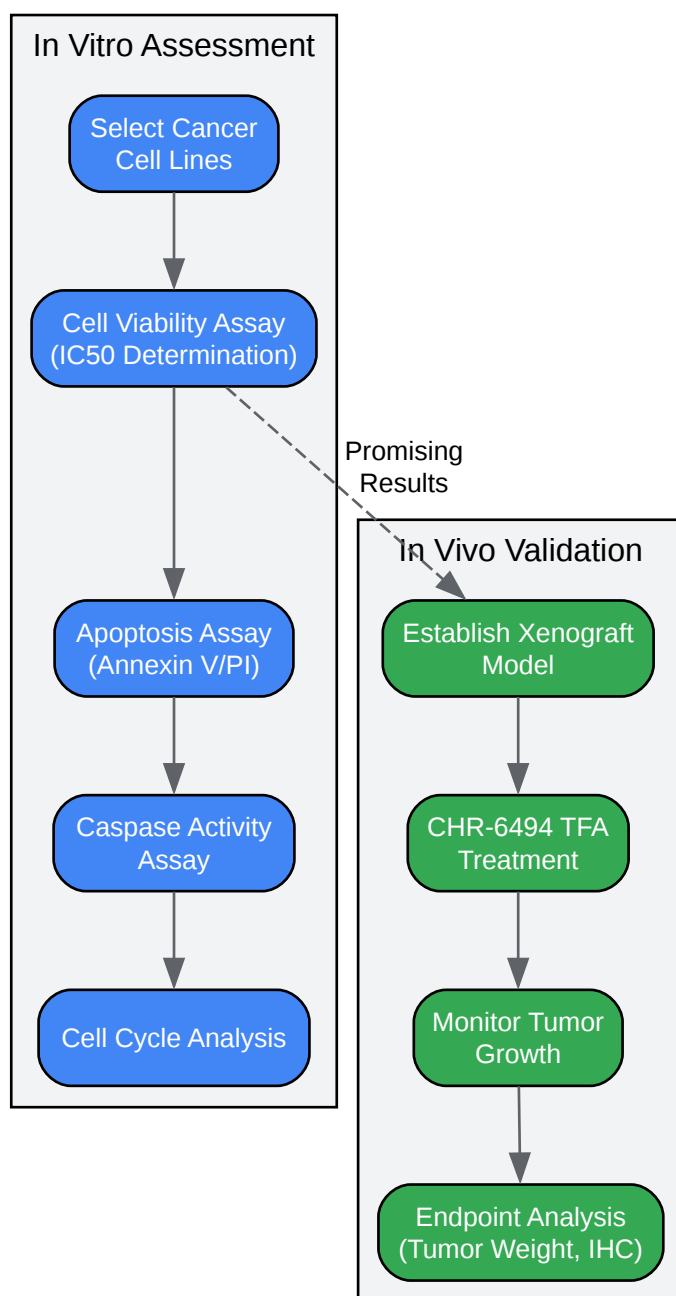 In Vitro Assessment
Select Cancer
Cell Lines
Cell Viability Assay
(IC50 Determination)
Promising
Results
Apoptosis Assay
(Annexin V/PI)
Caspase Activity
Assay
Cell Cycle Analysis
In Vivo Validation
Establish Xenograft
Model
CHR-6494 TFA
Treatment
Monitor Tumor
Growth
Endpoint Analysis
(Tumor Weight, IHC)